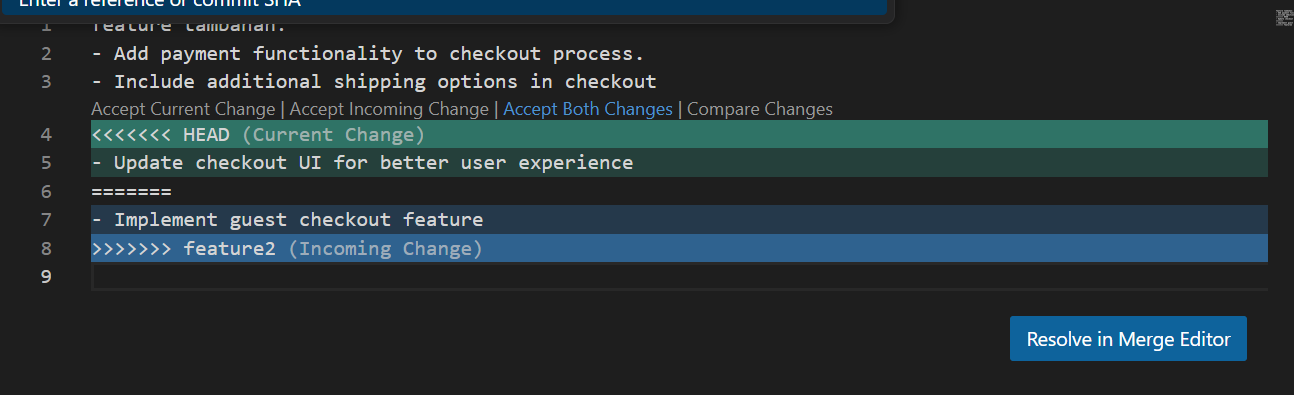 Enter a reference or commit SHA
1 feature tambahan:
2 - Add payment functionality to checkout process.
3 - Include additional shipping options in checkout
Accept Current Change | Accept Incoming Change | Accept Both Changes | Compare Changes
4 <<<<<<< HEAD (Current Change)
5 - Update checkout UI for better user experience
6 =======
7 - Implement guest checkout feature
8 >>>>>>> feature2 (Incoming Change)
9
Resolve in Merge Editor